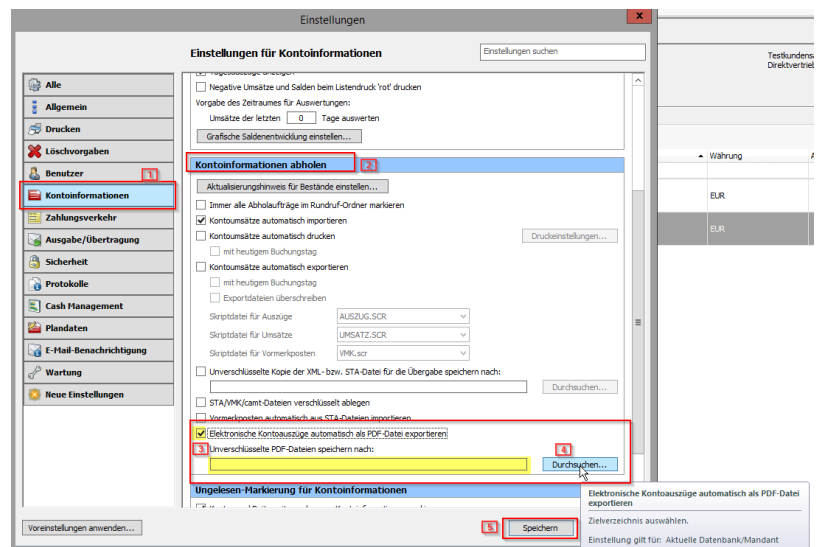 Einstellungen
x
Einstellungen für Kontoinformationen
Einstellungen suchen
Alle
Allgemein
Drucken
Löschvorgaben
Benutzer
1
Kontoinformationen
Zahlungsverkehr
Ausgabe/Übertragung
Sicherheit
Protokolle
Cash Management
Plandaten
E-Mail-Benachrichtigung
Wartung
Neue Einstellungen
Voreinstellungen anwenden...
Tagesauszüge anzeigen
Negative Umsätze und Salden beim Listendruck 'rot' drucken
Vorgabe des Zeitraumes für Auswertungen:
Umsätze der letzten 0 Tage auswerten
Grafische Saldenentwicklung einstellen...
Kontoinformationen abholen
2
Aktualisierungshinweis für Bestände einstellen...
Immer alle Abholaufträge im Rundruf-Ordner markieren
Kontoumsätze automatisch importieren
Kontoumsätze automatisch drucken
Druckeinstellungen...
mit heutigem Buchungstag
Kontoumsätze automatisch exportieren
mit heutigem Buchungstag
Exportdateien überschreiben
Skriptdatei für Auszüge AUSZUG.SCR
Skriptdatei für Umsätze UMSATZ.SCR
Skriptdatei für Vormerkposten VMK.scr
Unverschlüsselte Kopie der XML- bzw. STA-Datei für die Übergabe speichern nach:
Durchsuchen...
STA/VMK/camt-Dateien verschlüsselt ablegen
Vormerkposten automatisch aus STA-Dateien importieren
Elektronische Kontoauszüge automatisch als PDF-Datei exportieren
3 Unverschlüsselte PDF-Dateien speichern nach:
4
Durchsuchen...
Ungelesen-Markierung für Kontoinformationen
5
Speichern
Elektronische Kontoauszüge automatisch als PDF-Datei
exportieren
Zielverzeichnis auswählen.
Einstellung gilt für: Aktuelle Datenbank/Mandant
Direktvertrieb
Währung
EUR
EUR